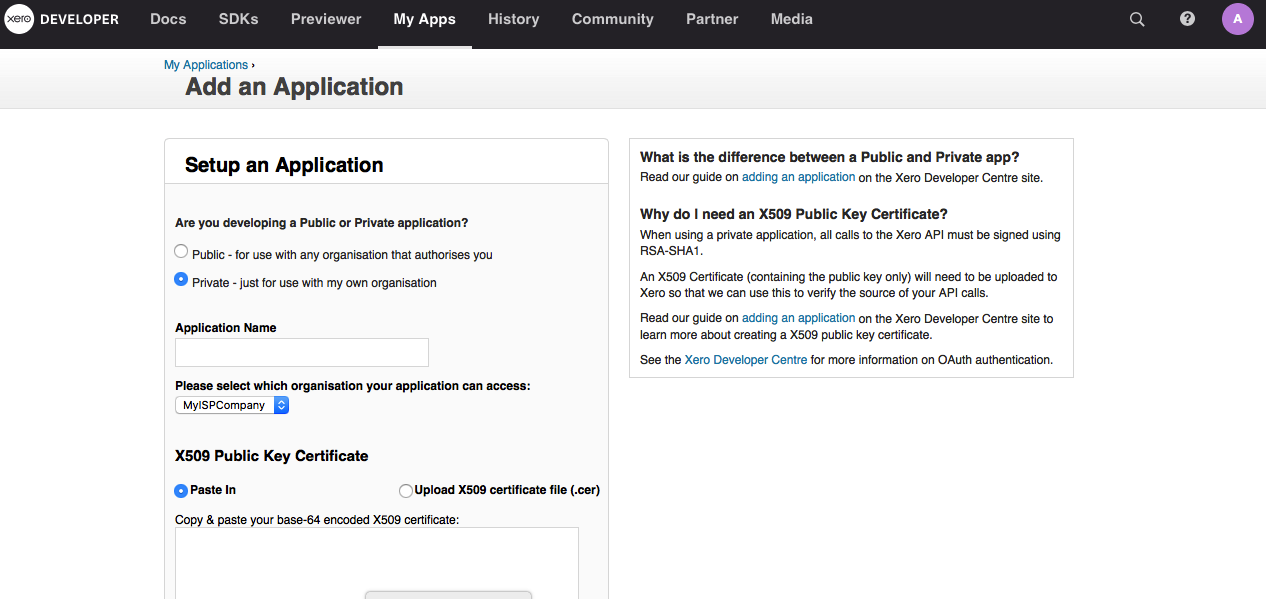 xero DEVELOPER Docs SDKs Previewer My Apps History Community Partner Media ? A
My Applications ›
Add an Application
Setup an Application
Are you developing a Public or Private application?
Public - for use with any organisation that authorises you
Private - just for use with my own organisation
Application Name
Please select which organisation your application can access:
MyISPCompany
X509 Public Key Certificate
Paste In Upload X509 certificate file (.cer)
Copy & paste your base-64 encoded X509 certificate:
What is the difference between a Public and Private app?
Read our guide on adding an application on the Xero Developer Centre site.
Why do I need an X509 Public Key Certificate?
When using a private application, all calls to the Xero API must be signed using
RSA-SHA1.
An X509 Certificate (containing the public key only) will need to be uploaded to
Xero so that we can use this to verify the source of your API calls.
Read our guide on adding an application on the Xero Developer Centre site to
learn more about creating a X509 public key certificate.
See the Xero Developer Centre for more information on OAuth authentication.